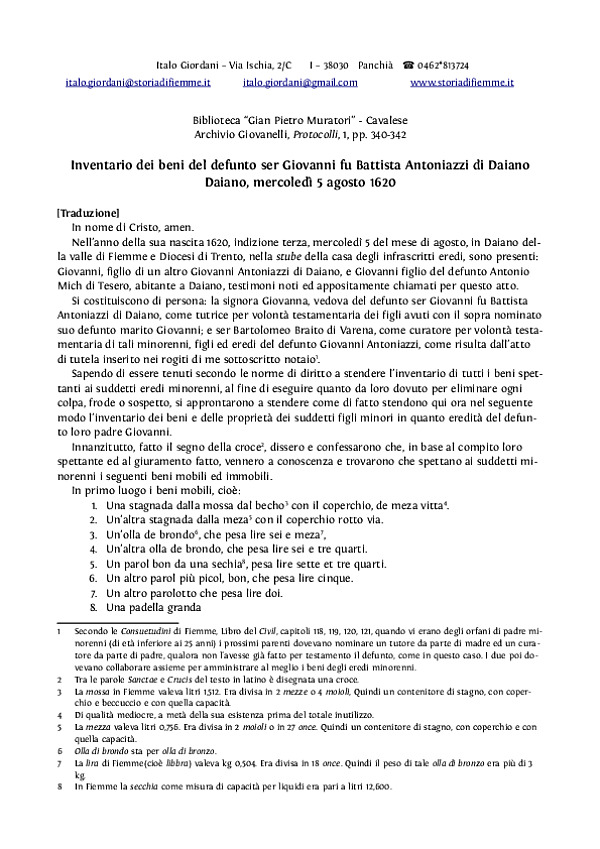 Italo Giordani – Via Ischia, 2/C I – 38030 Panchià ☎ 0462*813724
italo.giordani@storiadifiemme.it italo.giordani@gmail.com www.storiadifiemme.it
Biblioteca “Gian Pietro Muratori” - Cavalese
Archivio Giovanelli, Protocolli, 1, pp. 340-342
Inventario dei beni del defunto ser Giovanni fu Battista Antoniazzi di Daiano
Daiano, mercoledì 5 agosto 1620
[Traduzione]
In nome di Cristo, amen.
Nell’anno della sua nascita 1620, indizione terza, mercoledì 5 del mese di agosto, in Daiano del-
la valle di Fiemme e Diocesi di Trento, nella stube della casa degli infrascritti eredi, sono presenti:
Giovanni, figlio di un altro Giovanni Antoniazzi di Daiano, e Giovanni figlio del defunto Antonio
Mich di Tesero, abitante a Daiano, testimoni noti ed appositamente chiamati per questo atto.
Si costituiscono di persona: la signora Giovanna, vedova del defunto ser Giovanni fu Battista
Antoniazzi di Daiano, come tutrice per volontà testamentaria dei figli avuti con il sopra nominato
suo defunto marito Giovanni; e ser Bartolomeo Braito di Varena, come curatore per volontà testa-
mentaria di tali minorenni, figli ed eredi del defunto Giovanni Antoniazzi, come risulta dall’atto
di tutela inserito nei rogiti di me sottoscritto notaio¹.
Sapendo di essere tenuti secondo le norme di diritto a stendere l’inventario di tutti i beni spet-
tanti ai suddetti eredi minorenni, al fine di eseguire quanto da loro dovuto per eliminare ogni
colpa, frode o sospetto, si approntarono a stendere come di fatto stendono qui ora nel seguente
modo l’inventario dei beni e delle proprietà dei suddetti figli minori in quanto eredità del defun-
to loro padre Giovanni.
Innanzitutto, fatto il segno della croce², dissero e confessarono che, in base al compito loro
spettante ed al giuramento fatto, vennero a conoscenza e trovarono che spettano ai suddetti mi-
norenni i seguenti beni mobili ed immobili.
In primo luogo i beni mobili, cioè:
1. Una stagnada dalla mossa dal becho³ con il coperchio, de meza vitta⁴.
2. Un’altra stagnada dalla meza⁵ con il coperchio rotto via.
3. Un’olla de brondo⁶, che pesa lire sei e meza⁷,
4. Un’altra olla de brondo, che pesa lire sei e tre quarti.
5. Un parol bon da una sechia⁸, pesa lire sette et tre quarti.
6. Un altro parol più picol, bon, che pesa lire cinque.
7. Un altro parolotto che pesa lire doi.
8. Una padella granda
1 Secondo le Consuetudini di Fiemme, Libro del Civil, capitoli 118, 119, 120, 121, quando vi erano degli orfani di padre mi-
norenni (di età inferiore ai 25 anni) i prossimi parenti dovevano nominare un tutore da parte di madre ed un cura-
tore da parte di padre, qualora non l’avesse già fatto per testamento il defunto, come in questo caso. I due poi do-
vevano collaborare assieme per amministrare al meglio i beni degli eredi minorenni.
2 Tra le parole Sanctae e Crucis del testo in latino è disegnata una croce.
3 La mossa in Fiemme valeva litri 1,512. Era divisa in 2 mezze o 4 moioli, Quindi un contenitore di stagno, con coper-
chio e beccuccio e con quella capacità.
4 Di qualità mediocre, a metà della sua esistenza prima del totale inutilizzo.
5 La mezza valeva litri 0,756. Era divisa in 2 moioli o in 27 once. Quindi un contenitore di stagno, con coperchio e con
quella capacità.
6 Olla di brondo sta per olla di bronzo.
7 La lira di Fiemme(cioè libbra) valeva kg 0,504. Era divisa in 18 once. Quindi il peso di tale olla di bronzo era più di 3
kg.
8 In Fiemme la secchia come misura di capacità per liquidi era pari a litri 12,600.